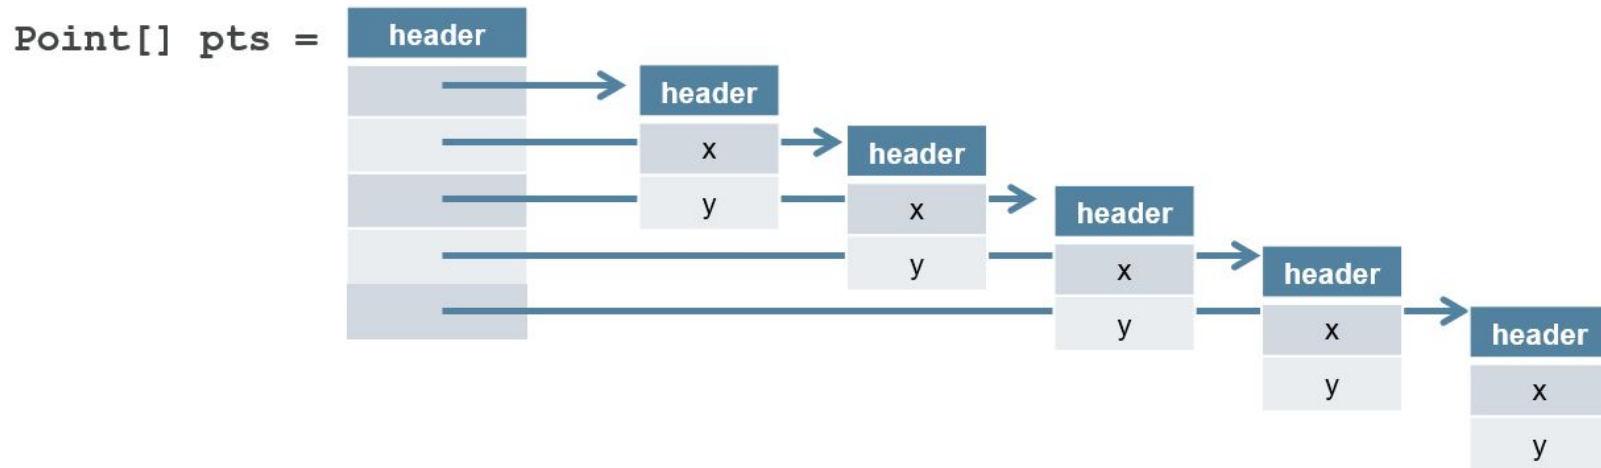 Point[] pts =
header
header
x
y
header
x
y
header
x
y
header
x
y
header
x
y